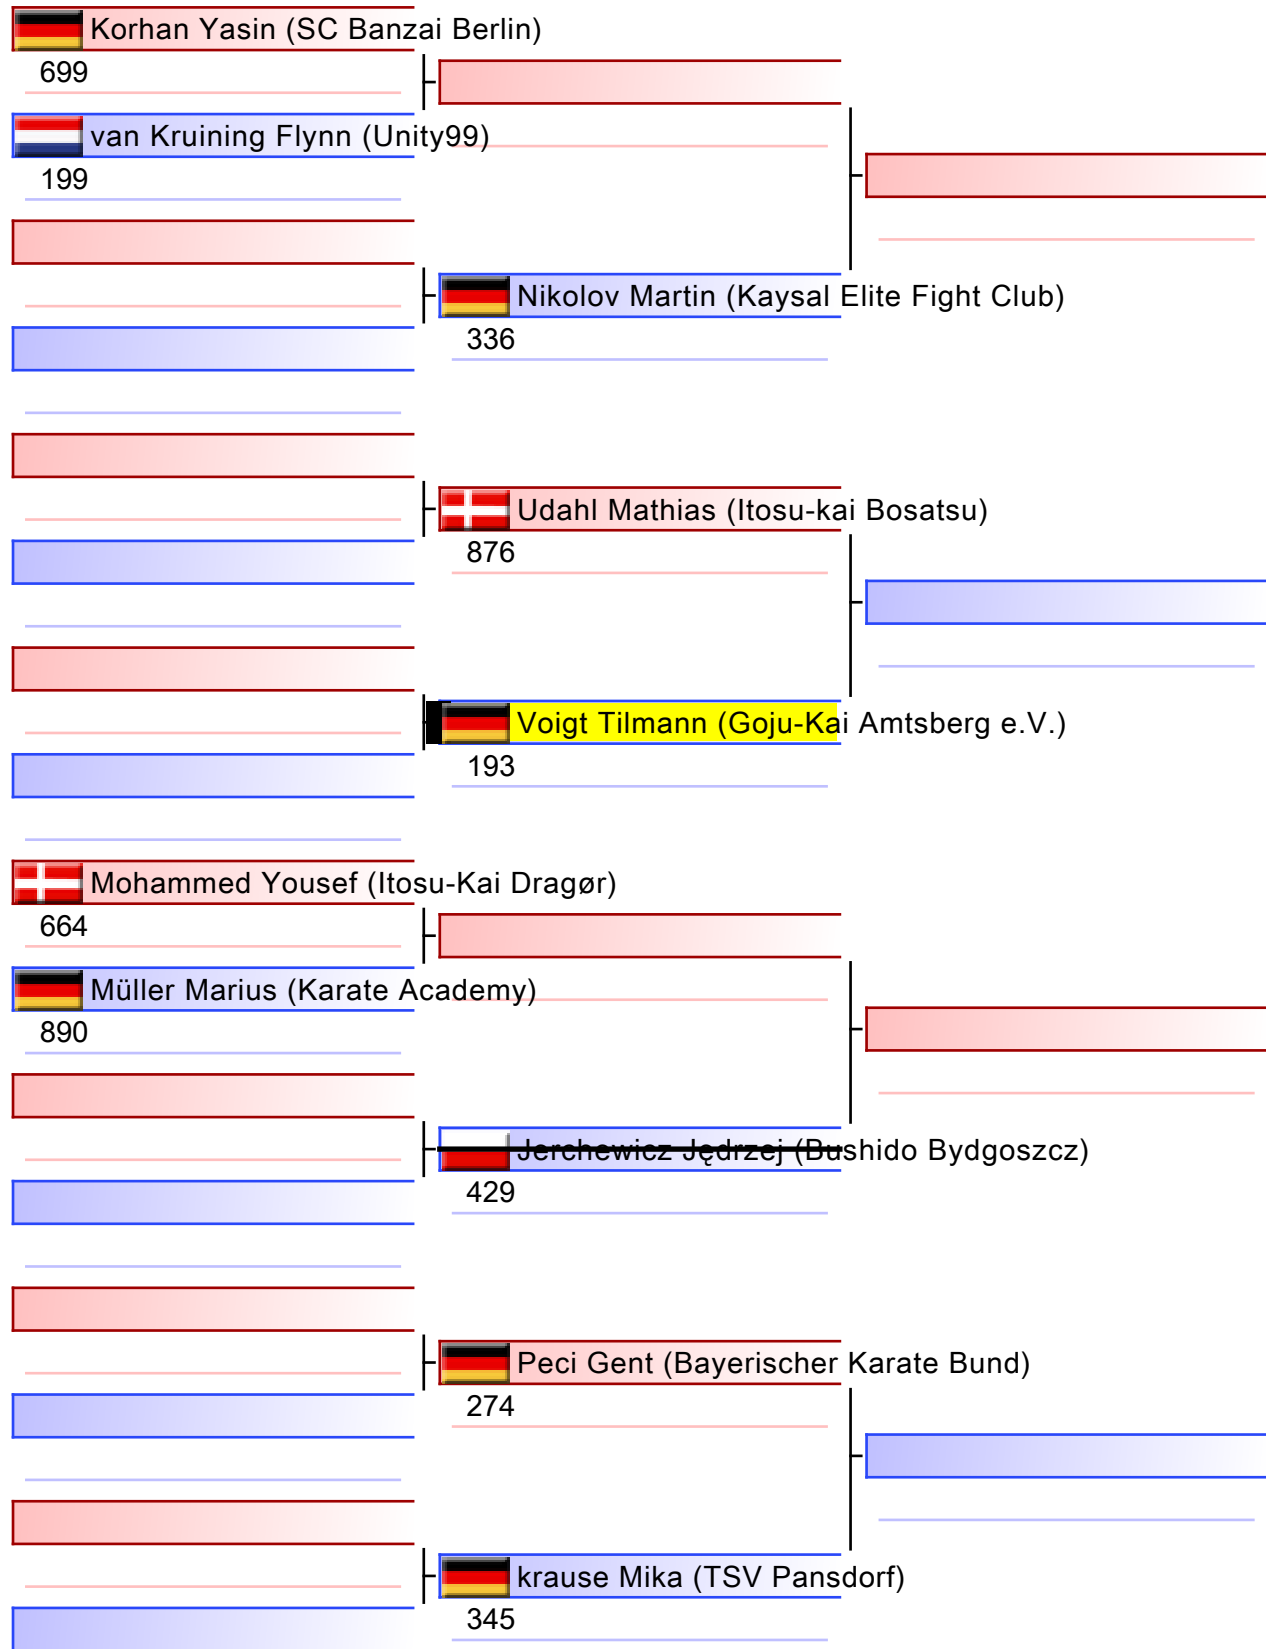 Korhan Yasin (SC Banzai Berlin)
699
van Kruining Flynn (Unity99)
199
Nikolov Martin (Kaysal Elite Fight Club)
336
Udahl Mathias (Itosu-kai Bosatsu)
876
Voigt Tilmann (Goju-Kai Amtsberg e.V.)
193
Mohammed Yousef (Itosu-Kai Dragør)
664
Müller Marius (Karate Academy)
890
Jerchewicz Jędrzej (Bushido Bydgoszcz)
429
Peci Gent (Bayerischer Karate Bund)
274
krause Mika (TSV Pansdorf)
345